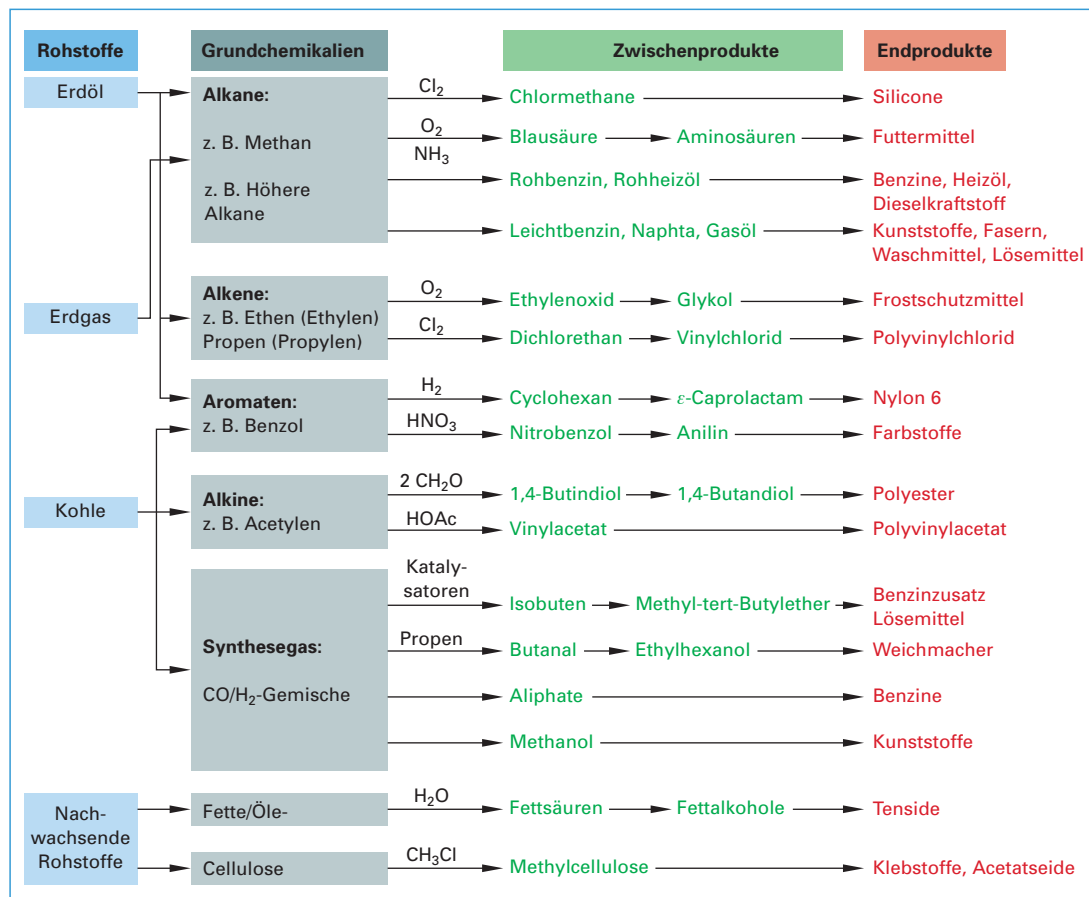 Rohstoffe Grundchemikalien Zwischenprodukte Endprodukte
Erdöl
Alkane:
z. B. Methan
z. B. Höhere
Alkane
Cl₂
Chlormethane
Silicone
O₂
NH₃
Blausäure
Aminosäuren
Futtermittel
Rohbenzin, Rohheizöl
Benzine, Heizöl,
Dieselkraftstoff
Leichtbenzin, Naphta, Gasöl
Kunststoffe, Fasern,
Waschmittel, Lösemittel
Erdgas
Alkene:
z. B. Ethen (Ethylen)
Propen (Propylen)
O₂
Ethylenoxid
Glykol
Frostschutzmittel
Cl₂
Dichlorethan
Vinylchlorid
Polyvinylchlorid
Aromaten:
z. B. Benzol
H₂
Cyclohexan
ε-Caprolactam
Nylon 6
HNO₃
Nitrobenzol
Anilin
Farbstoffe
Kohle
Alkine:
z. B. Acetylen
2 CH₂O
1,4-Butindiol
1,4-Butandiol
Polyester
HOAc
Vinylacetat
Polyvinylacetat
Synthesegas:
CO/H₂-Gemische
Kataly-
satoren
Isobuten
Methyl-tert-Butylether
Benzinzusatz
Lösemittel
Propen
Butanal
Ethylhexanol
Weichmacher
Aliphate
Benzine
Methanol
Kunststoffe
Nach-
wachsende
Rohstoffe
Fette/Öle-
H₂O
Fettsäuren
Fettalkohole
Tenside
Cellulose
CH₃Cl
Methylcellulose
Klebstoffe, Acetatseide